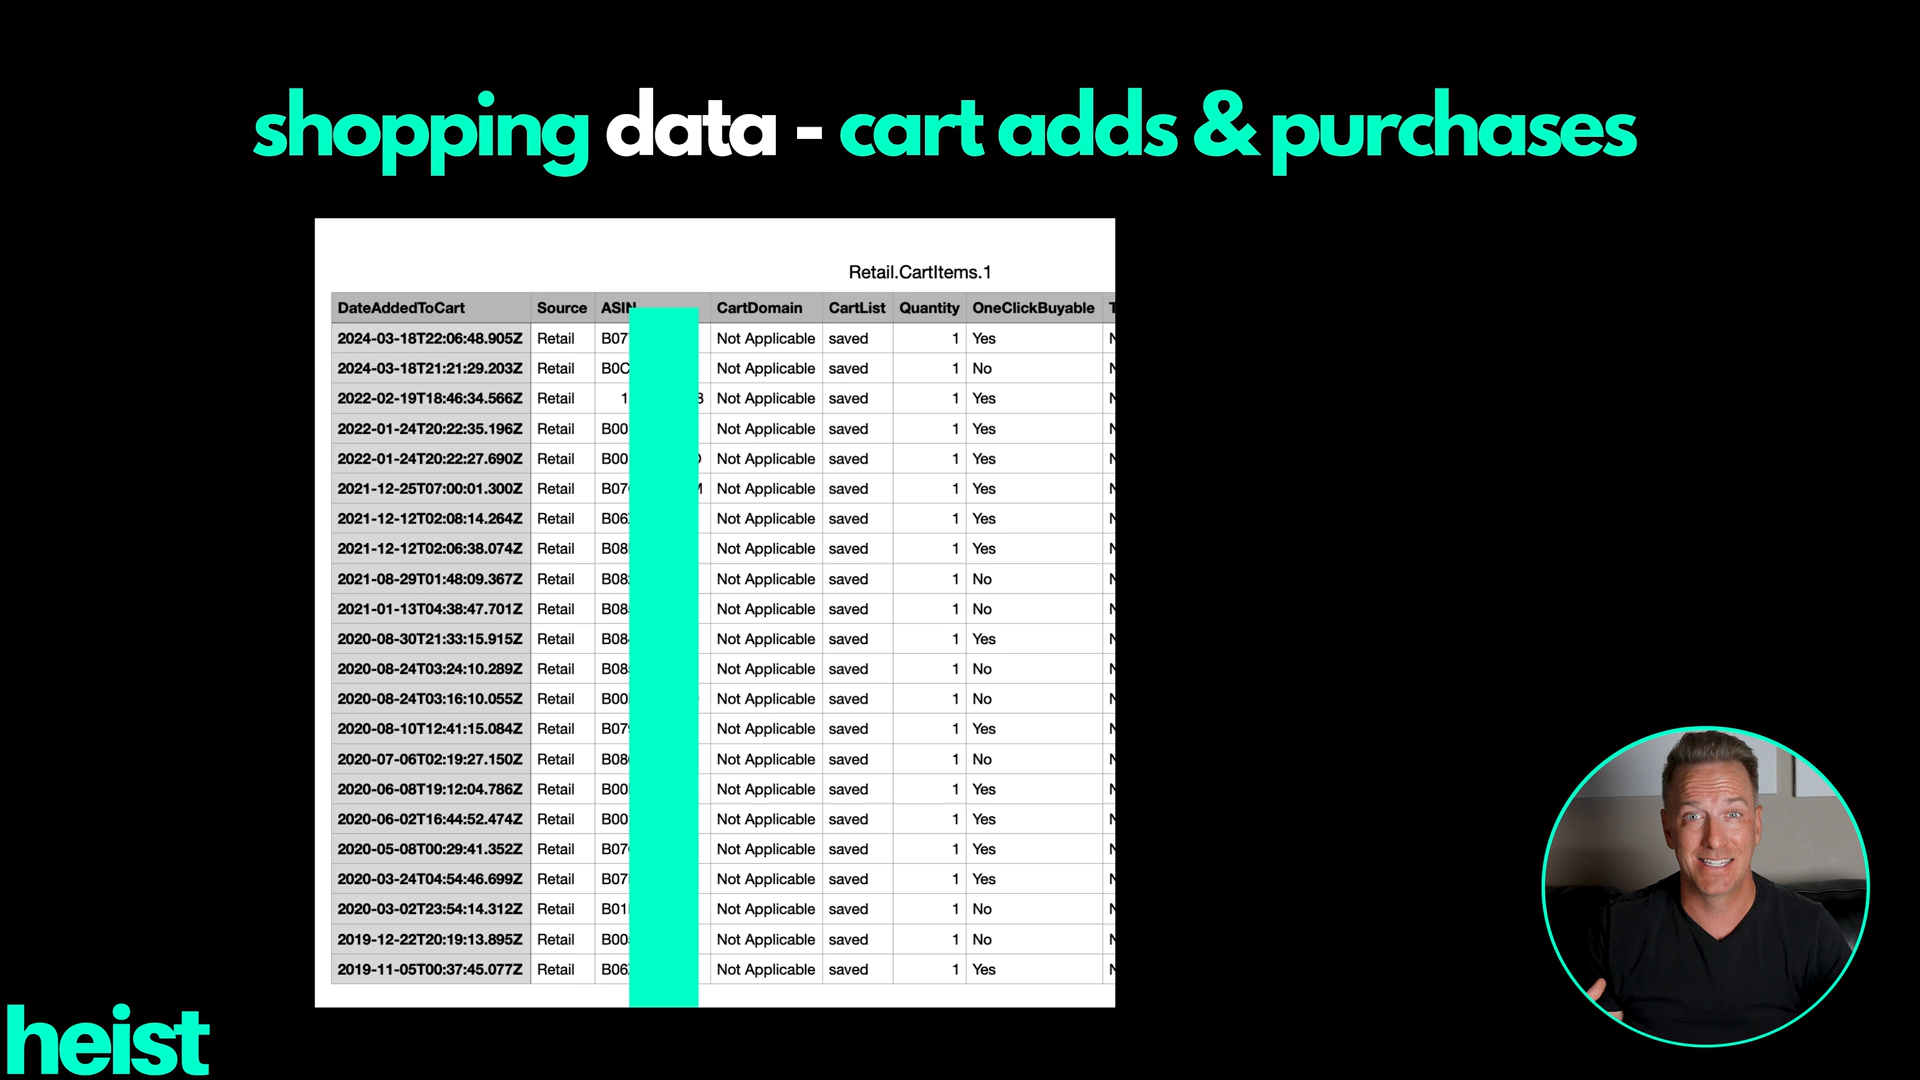 shopping data - cart adds & purchases
Retail.CartItems.1
DateAddedToCart Source ASIN CartDomain CartList Quantity OneClickBuyable
2024-03-18T22:06:48.905Z Retail B07 Not Applicable saved 1 Yes
2024-03-18T21:21:29.203Z Retail B0C Not Applicable saved 1 No
2022-02-19T18:46:34.566Z Retail 1 Not Applicable saved 1 Yes
2022-01-24T20:22:35.196Z Retail B00 Not Applicable saved 1 Yes
2022-01-24T20:22:27.690Z Retail B00 Not Applicable saved 1 Yes
2021-12-25T07:00:01.300Z Retail B07 Not Applicable saved 1 Yes
2021-12-12T02:08:14.264Z Retail B06 Not Applicable saved 1 Yes
2021-12-12T02:06:38.074Z Retail B08 Not Applicable saved 1 Yes
2021-08-29T01:48:09.367Z Retail B08 Not Applicable saved 1 No
2021-01-13T04:38:47.701Z Retail B08 Not Applicable saved 1 No
2020-08-30T21:33:15.915Z Retail B08 Not Applicable saved 1 Yes
2020-08-24T03:24:10.289Z Retail B08 Not Applicable saved 1 No
2020-08-24T03:16:10.055Z Retail B00 Not Applicable saved 1 No
2020-08-10T12:41:15.084Z Retail B07 Not Applicable saved 1 Yes
2020-07-06T02:19:27.150Z Retail B08 Not Applicable saved 1 No
2020-06-08T19:12:04.786Z Retail B00 Not Applicable saved 1 Yes
2020-06-02T16:44:52.474Z Retail B00 Not Applicable saved 1 Yes
2020-05-08T00:29:41.352Z Retail B07 Not Applicable saved 1 Yes
2020-03-24T04:54:46.699Z Retail B07 Not Applicable saved 1 Yes
2020-03-02T23:54:14.312Z Retail B01 Not Applicable saved 1 No
2019-12-22T20:19:13.895Z Retail B00 Not Applicable saved 1 No
2019-11-05T00:37:45.077Z Retail B06 Not Applicable saved 1 Yes
heist